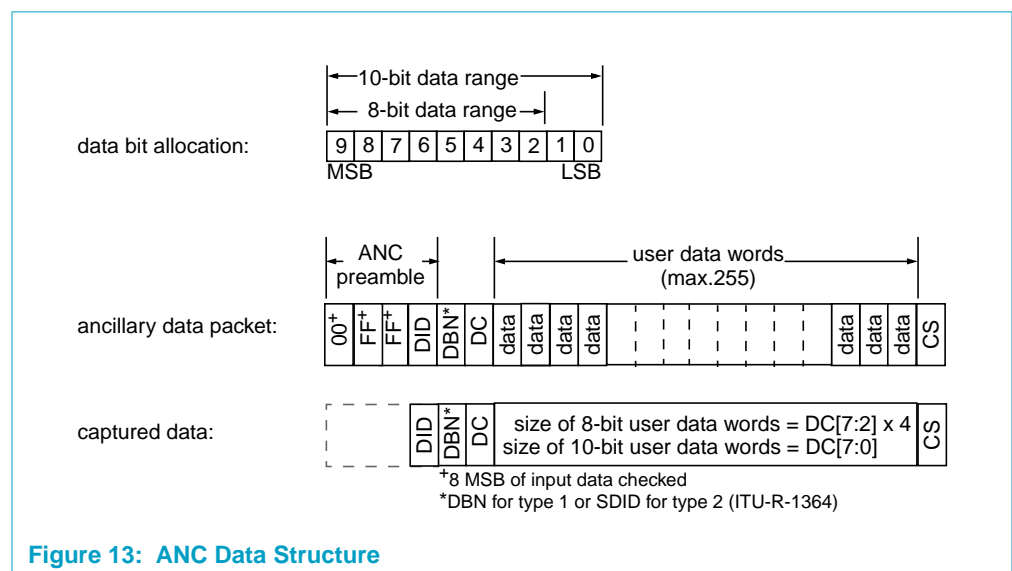 10-bit data range
8-bit data range
data bit allocation:
9 8 7 6 5 4 3 2 1 0
MSB LSB
ANC
preamble
user data words
(max.255)
ancillary data packet:
00+ FF+ FF+ DID DBN* DC data data data data data data data CS
captured data:
DID DBN* DC
size of 8-bit user data words = DC[7:2] x 4
size of 10-bit user data words = DC[7:0]
CS
+8 MSB of input data checked
*DBN for type 1 or SDID for type 2 (ITU-R-1364)
Figure 13: ANC Data Structure